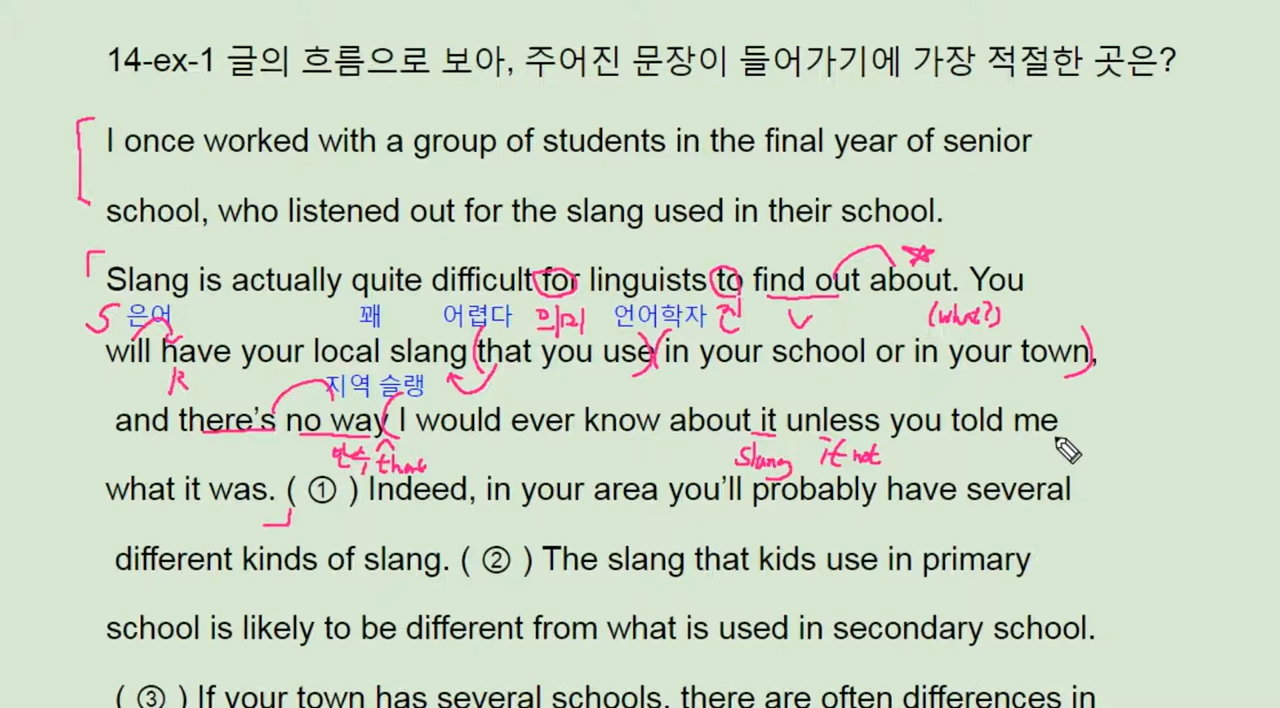 14-ex-1 글의 흐름으로 보아, 주어진 문장이 들어가기에 가장 적절한 곳은?
I once worked with a group of students in the final year of senior
school, who listened out for the slang used in their school.
Slang is actually quite difficult for linguists to find out about. You
S 은어 꽤 어렵다 의미 언어학자 진 V (what?)
will have your local slang (that you use)(in your school or in your town),
R 지역 슬랭
and there's no way (I would ever know about it unless you told me
that slang if not
what it was. ( ① ) Indeed, in your area you'll probably have several
different kinds of slang. ( ② ) The slang that kids use in primary
school is likely to be different from what is used in secondary school.
( ③ ) If your town has several schools, there are often differences in